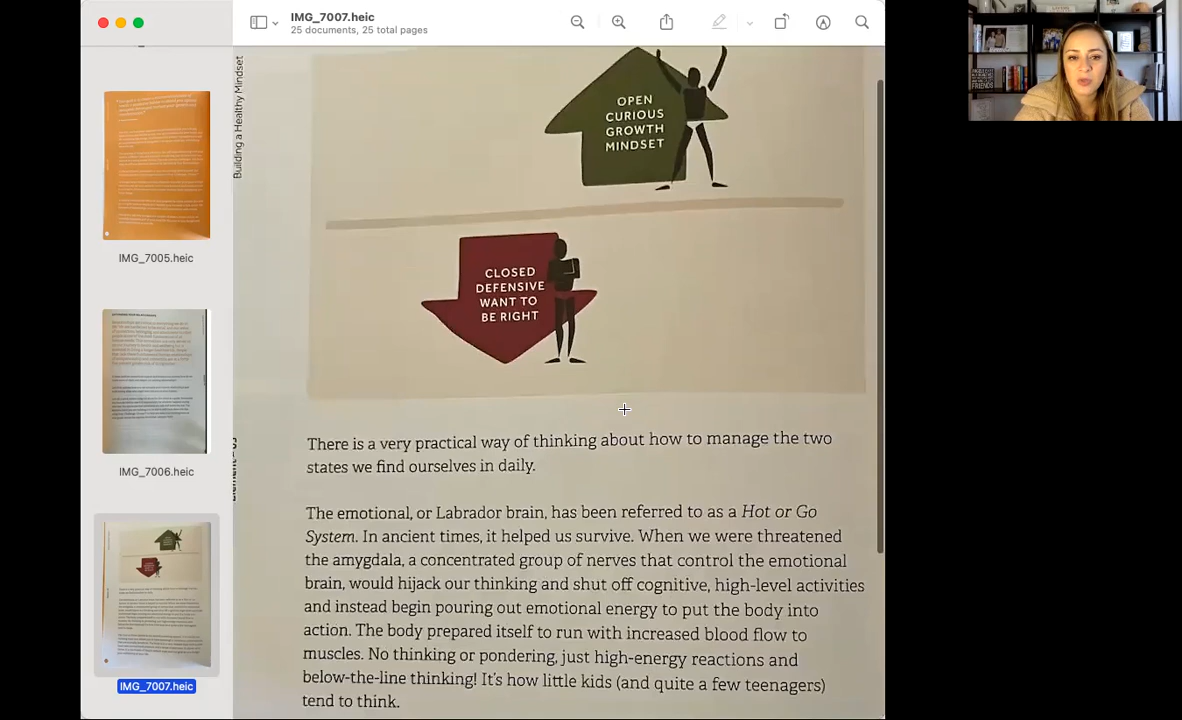 IMG_7007.heic
25 documents, 25 total pages
IMG_7005.heic
IMG_7006.heic
IMG_7007.heic
Building a Healthy Mindset
OPEN
CURIOUS
GROWTH
MINDSET
CLOSED
DEFENSIVE
WANT TO
BE RIGHT
There is a very practical way of thinking about how to manage the two
states we find ourselves in daily.
The emotional, or Labrador brain, has been referred to as a Hot or Go
System. In ancient times, it helped us survive. When we were threatened
the amygdala, a concentrated group of nerves that control the emotional
brain, would hijack our thinking and shut off cognitive, high-level activities
and instead begin pouring out emotional energy to put the body into
action. The body prepared itself to run with increased blood flow to
muscles. No thinking or pondering, just high-energy reactions and
below-the-line thinking! It's how little kids (and quite a few teenagers)
tend to think.
FRIENDS